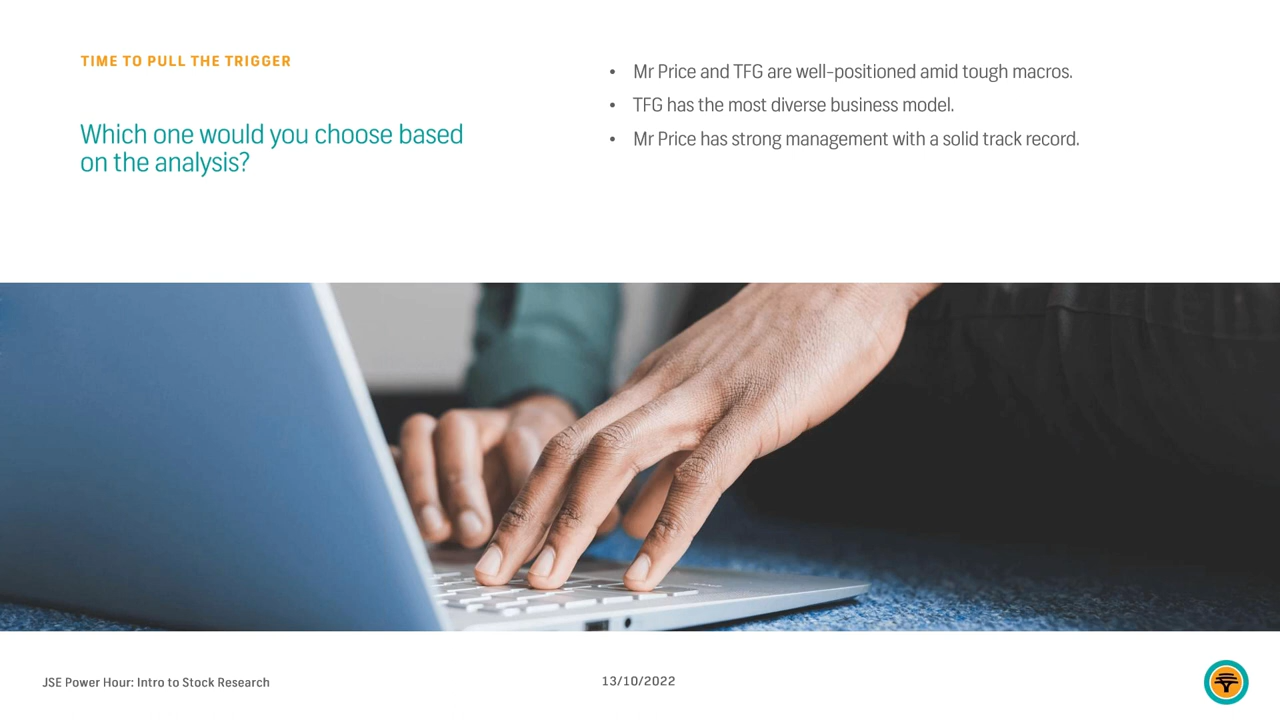 TIME TO PULL THE TRIGGER
Which one would you choose based
on the analysis?
• Mr Price and TFG are well-positioned amid tough macros.
• TFG has the most diverse business model.
• Mr Price has strong management with a solid track record.
JSE Power Hour: Intro to Stock Research
13/10/2022